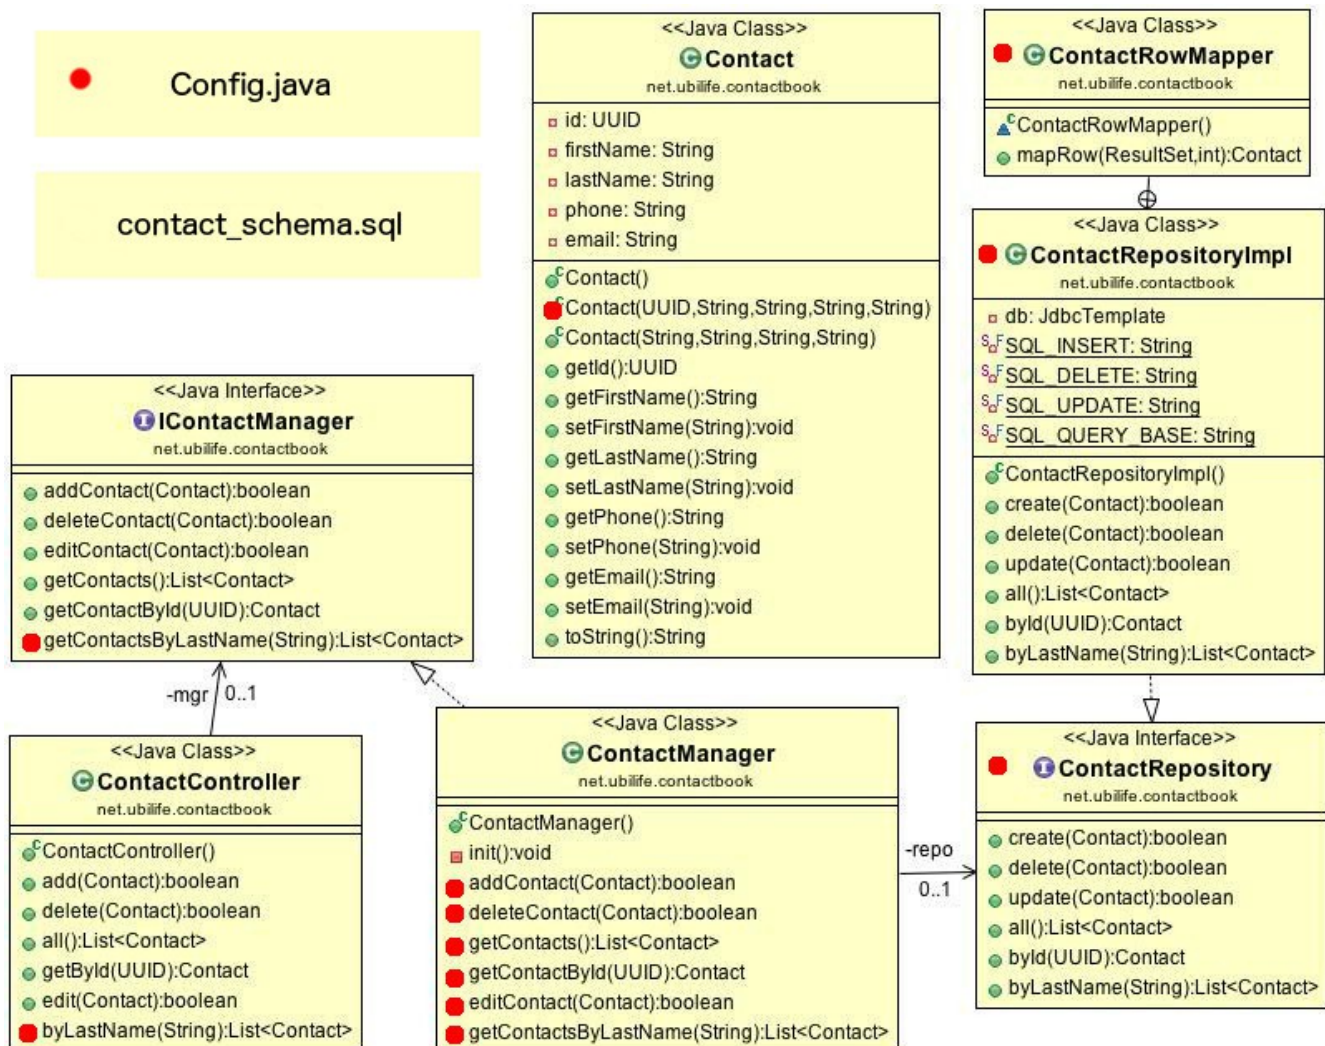 Config.java
contact_schema.sql
<<Java Class>>
Contact
net.ubilife.contactbook
id: UUID
firstName: String
lastName: String
phone: String
email: String
Contact()
Contact(UUID,String,String,String,String)
Contact(String,String,String,String)
getId():UUID
getFirstName():String
setFirstName(String):void
getLastName():String
setLastName(String):void
getPhone():String
setPhone(String):void
getEmail():String
setEmail(String):void
toString():String
<<Java Class>>
ContactRowMapper
net.ubilife.contactbook
ContactRowMapper()
mapRow(ResultSet,int):Contact
<<Java Class>>
ContactRepositoryImpl
net.ubilife.contactbook
db: JdbcTemplate
SQL_INSERT: String
SQL_DELETE: String
SQL_UPDATE: String
SQL_QUERY_BASE: String
ContactRepositoryImpl()
create(Contact):boolean
delete(Contact):boolean
update(Contact):boolean
all():List<Contact>
byId(UUID):Contact
byLastName(String):List<Contact>
<<Java Interface>>
IContactManager
net.ubilife.contactbook
addContact(Contact):boolean
deleteContact(Contact):boolean
editContact(Contact):boolean
getContacts():List<Contact>
getContactById(UUID):Contact
getContactsByLastName(String):List<Contact>
-mgr 0..1
<<Java Class>>
ContactController
net.ubilife.contactbook
ContactController()
add(Contact):boolean
delete(Contact):boolean
all():List<Contact>
getById(UUID):Contact
edit(Contact):boolean
byLastName(String):List<Contact>
<<Java Class>>
ContactManager
net.ubilife.contactbook
ContactManager()
init():void
addContact(Contact):boolean
deleteContact(Contact):boolean
getContacts():List<Contact>
getContactById(UUID):Contact
editContact(Contact):boolean
getContactsByLastName(String):List<Contact>
-repo
0..1
<<Java Interface>>
ContactRepository
net.ubilife.contactbook
create(Contact):boolean
delete(Contact):boolean
update(Contact):boolean
all():List<Contact>
byId(UUID):Contact
byLastName(String):List<Contact>